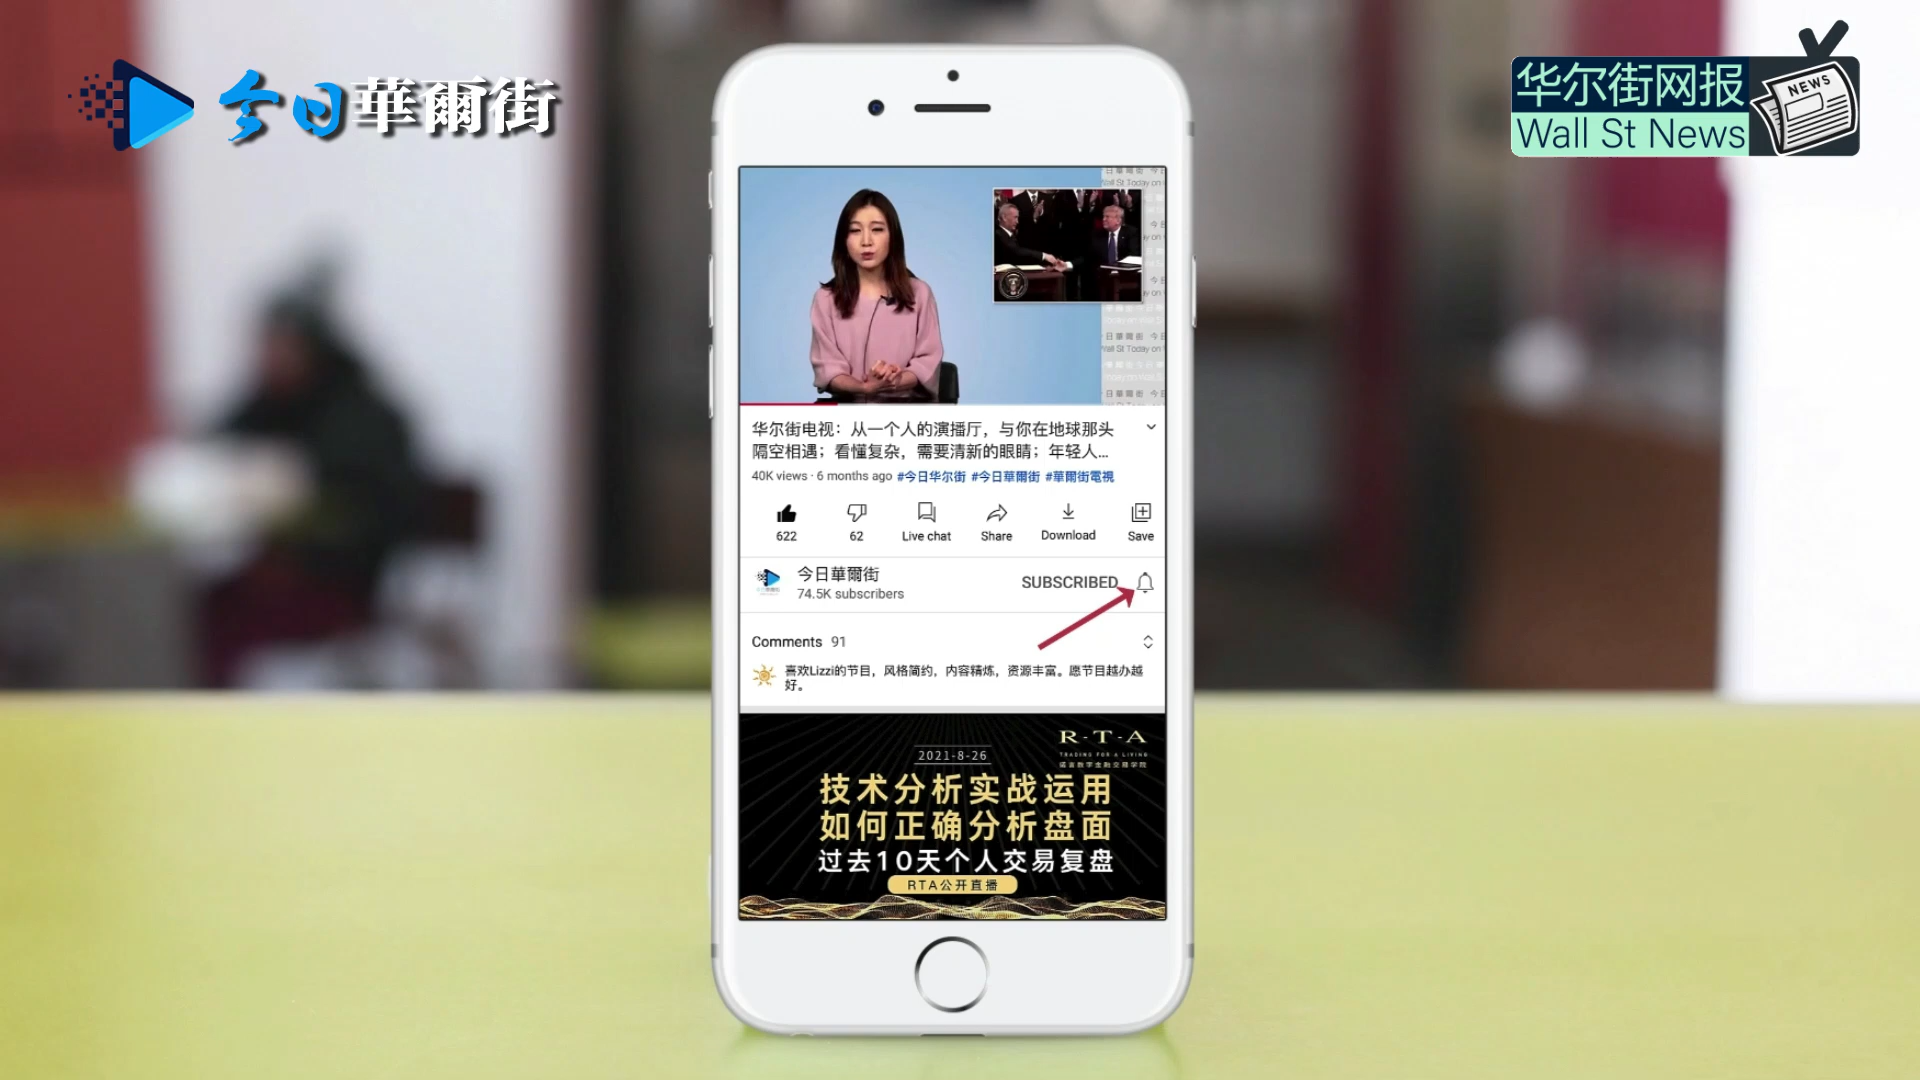 今日華爾街
华尔街网报
Wall St News
NEWS
华尔街电视：从一个人的演播厅，与你在地球那头
隔空相遇；看懂复杂，需要清新的眼睛；年轻人...
40K views · 6 months ago #今日华尔街 #今日華爾街 #華爾街電視
622
62
Live chat
Share
Download
Save
今日華爾街
74.5K subscribers
SUBSCRIBED
Comments 91
喜欢Lizzi的节目，风格简约，内容精炼，资源丰富。愿节目越办越
好。
R·T·A
TRADING FOR A LIVING
2021-8-26
技术分析实战运用
如何正确分析盘面
过去10天个人交易复盘
RTA公开直播